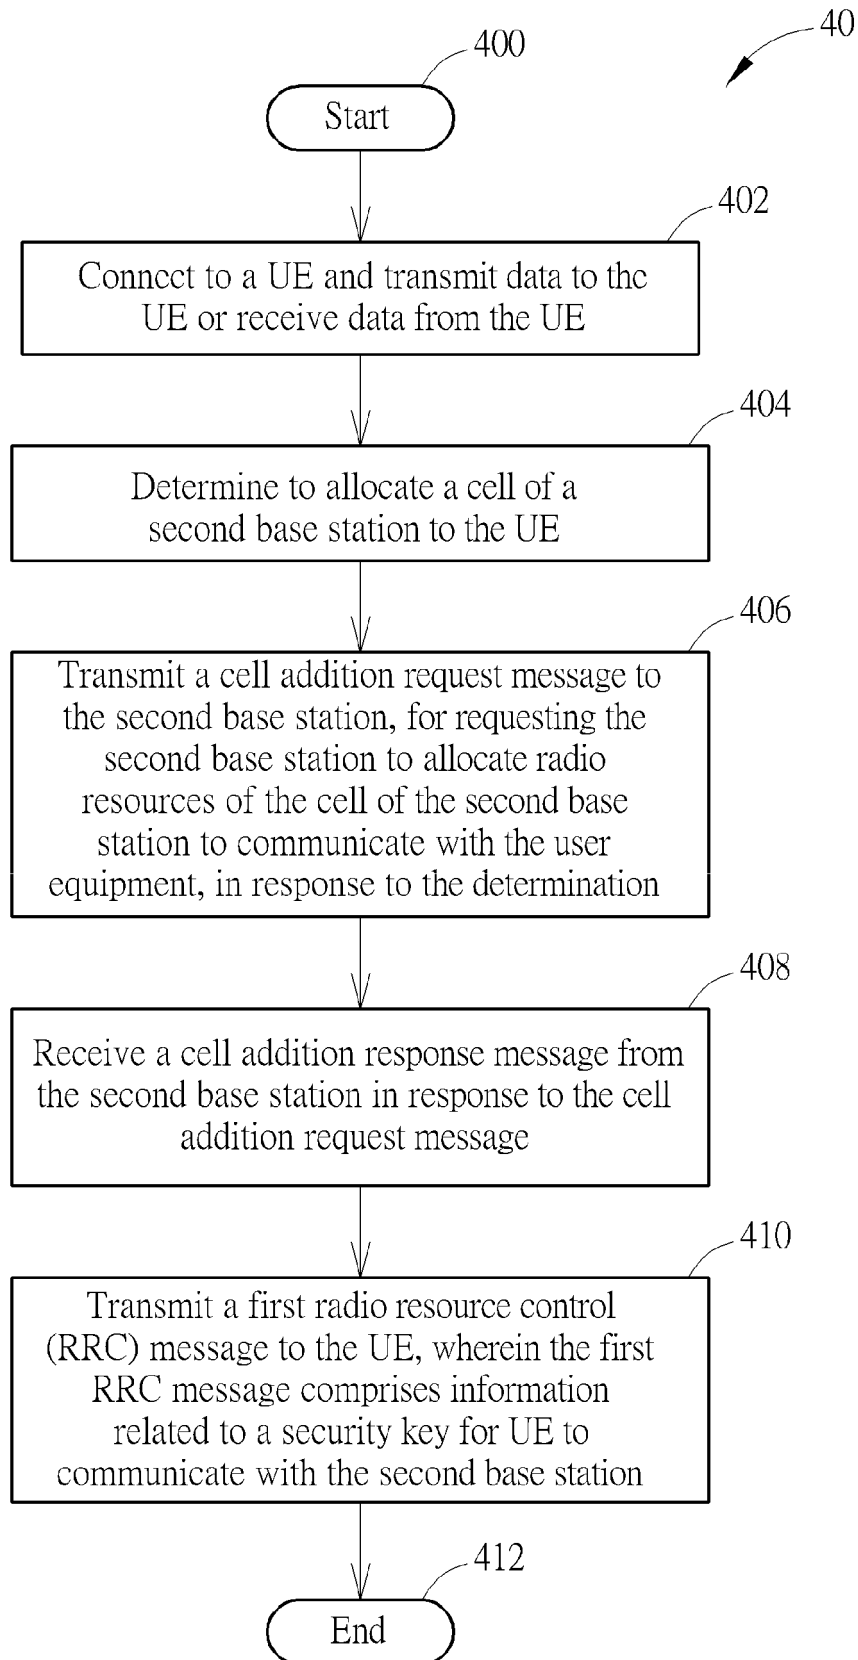 40
400
Start
402
Connect to a UE and transmit data to the
UE or receive data from the UE
404
Determine to allocate a cell of a
second base station to the UE
406
Transmit a cell addition request message to
the second base station, for requesting the
second base station to allocate radio
resources of the cell of the second base
station to communicate with the user
equipment, in response to the determination
408
Receive a cell addition response message from
the second base station in response to the cell
addition request message
410
Transmit a first radio resource control
(RRC) message to the UE, wherein the first
RRC message comprises information
related to a security key for UE to
communicate with the second base station
412
End